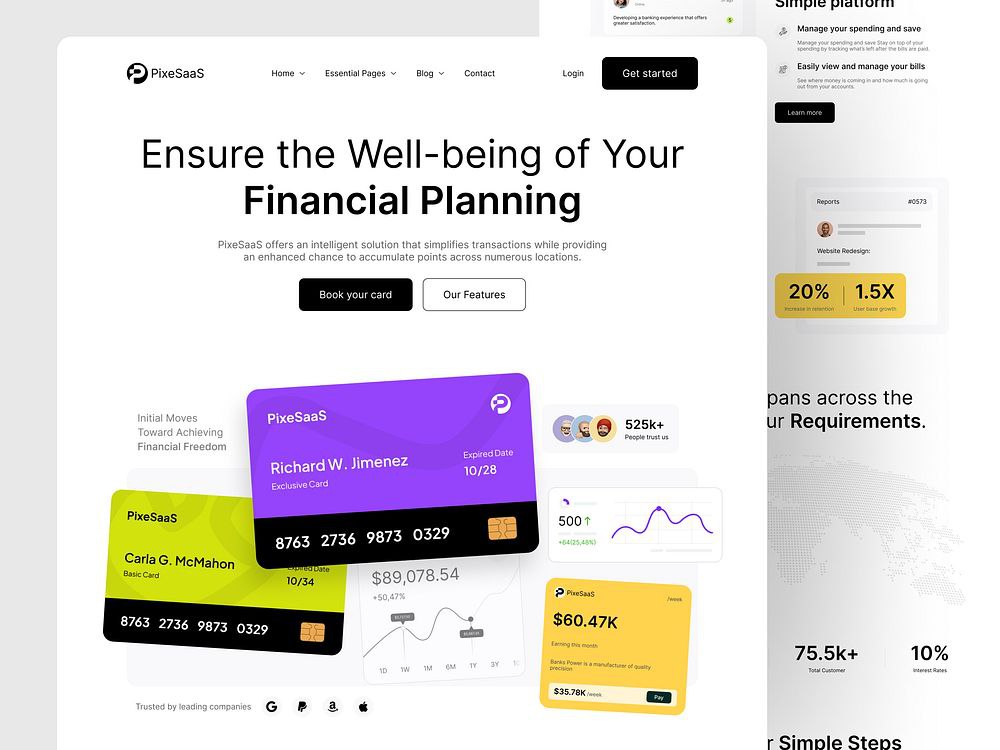 PixeSaaS
Home
Essential Pages
Blog
Contact
Login
Get started
Ensure the Well-being of Your
Financial Planning
PixeSaaS offers an intelligent solution that simplifies transactions while providing
an enhanced chance to accumulate points across numerous locations.
Book your card
Our Features
Initial Moves
Toward Achieving
Financial Freedom
PixeSaaS
Richard W. Jimenez
Exclusive Card
Expired Date
10/28
8763 2736 9873 0329
525k+
People trust us
PixeSaaS
Carla G. McMahon
Basic Card
Expired Date
10/34
8763 2736 9873 0329
$89,078.54
+50,47%
1D 1W 1M 6M 1Y 3Y
500
+64(25,48%)
PixeSaaS
/week
$60.47K
Earning this month
Banks Power is a manufacturer of quality
precision
$35.78K /week
Pay
Trusted by leading companies
Developing a banking experience that offers
greater satisfaction.
5
Simple platform
Manage your spending and save
Manage your spending and save Stay on top of your
spending by tracking what's left after the bills are paid.
Easily view and manage your bills
See where money is coming in and how much is going
out from your accounts.
Learn more
Reports
#0573
Website Redesign:
20%
Increase in retention
1.5X
User base growth
pans across the
ur Requirements.
75.5k+
Total Customer
10%
Interest Rates
r Simple Steps